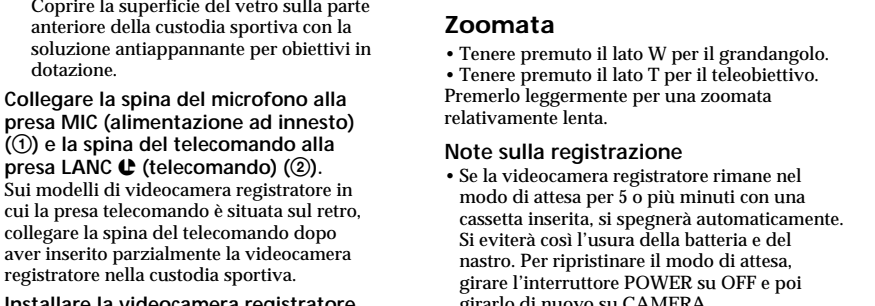 Coprire la superficie del vetro sulla parte
anteriore della custodia sportiva con la
soluzione antiappannante per obiettivi in
dotazione.
Collegare la spina del microfono alla
presa MIC (alimentazione ad innesto)
(①) e la spina del telecomando alla
presa LANC (telecomando) (②).
Sui modelli di videocamera registratore in
cui la presa telecomando è situata sul retro,
collegare la spina del telecomando dopo
aver inserito parzialmente la videocamera
registratore nella custodia sportiva.
Installare la videocamera registratore
Zoomata
• Tenere premuto il lato W per il grandangolo.
• Tenere premuto il lato T per il teleobiettivo.
Premerlo leggermente per una zoomata
relativamente lenta.
Note sulla registrazione
• Se la videocamera registratore rimane nel
modo di attesa per 5 o più minuti con una
cassetta inserita, si spegnerà automaticamente.
Si eviterà così l'usura della batteria e del
nastro. Per ripristinare il modo di attesa,
girare l'interruttore POWER su OFF e poi
girarlo di nuovo su CAMERA.